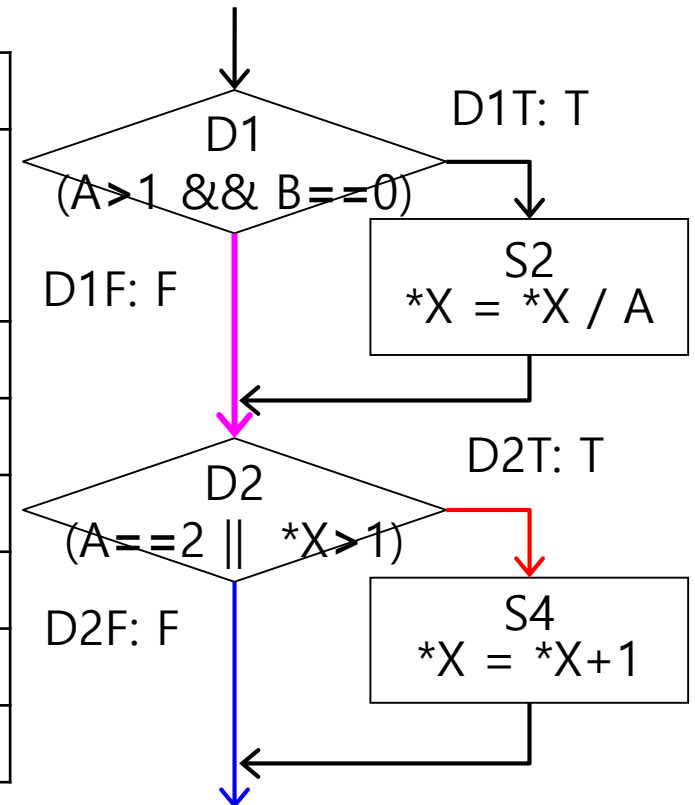 D1T: T
D1
(A>1 && B==0)
S2
*X = *X / A
D1F: F
D2T: T
D2
(A==2 || *X>1)
S4
*X = *X+1
D2F: F